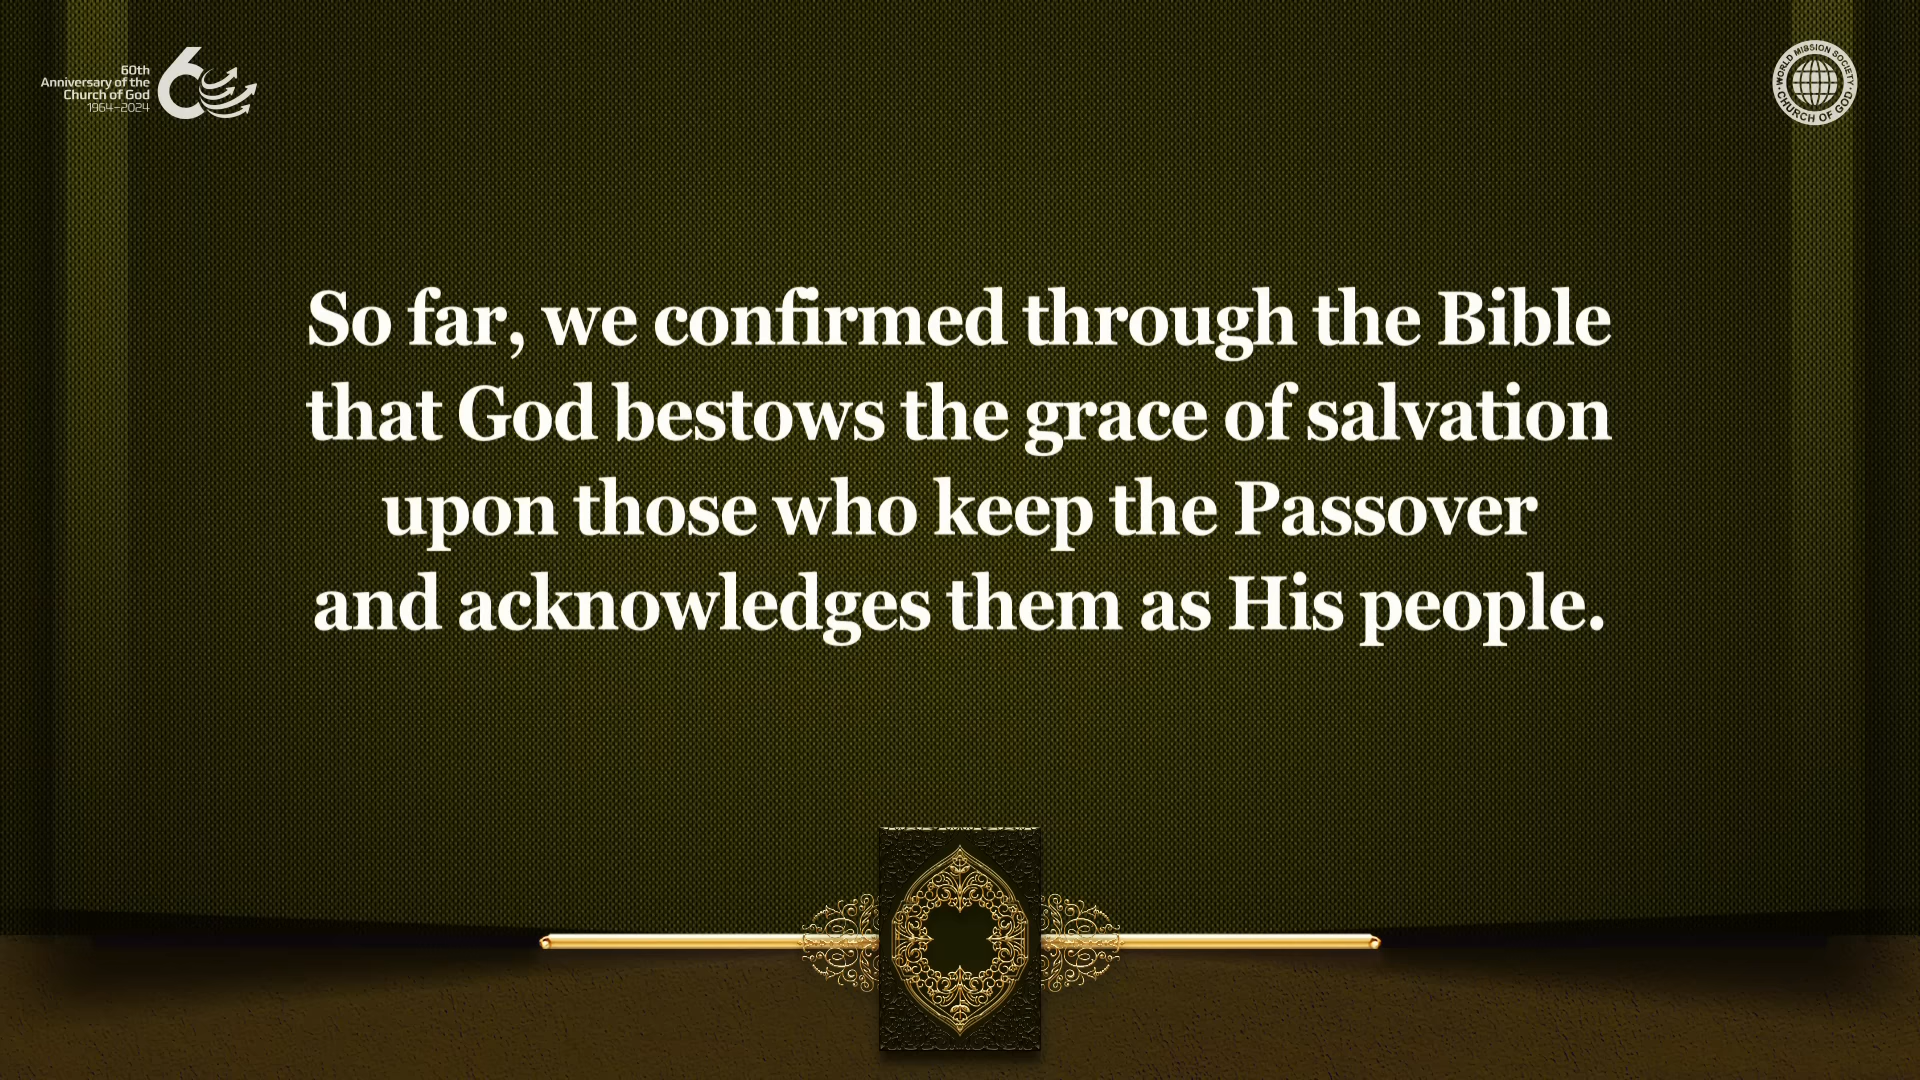 60th
Anniversary of the
Church of God
1964–2024
60
WORLD MISSION SOCIETY
CHURCH OF GOD
So far, we confirmed through the Bible
that God bestows the grace of salvation
upon those who keep the Passover
and acknowledges them as His people.